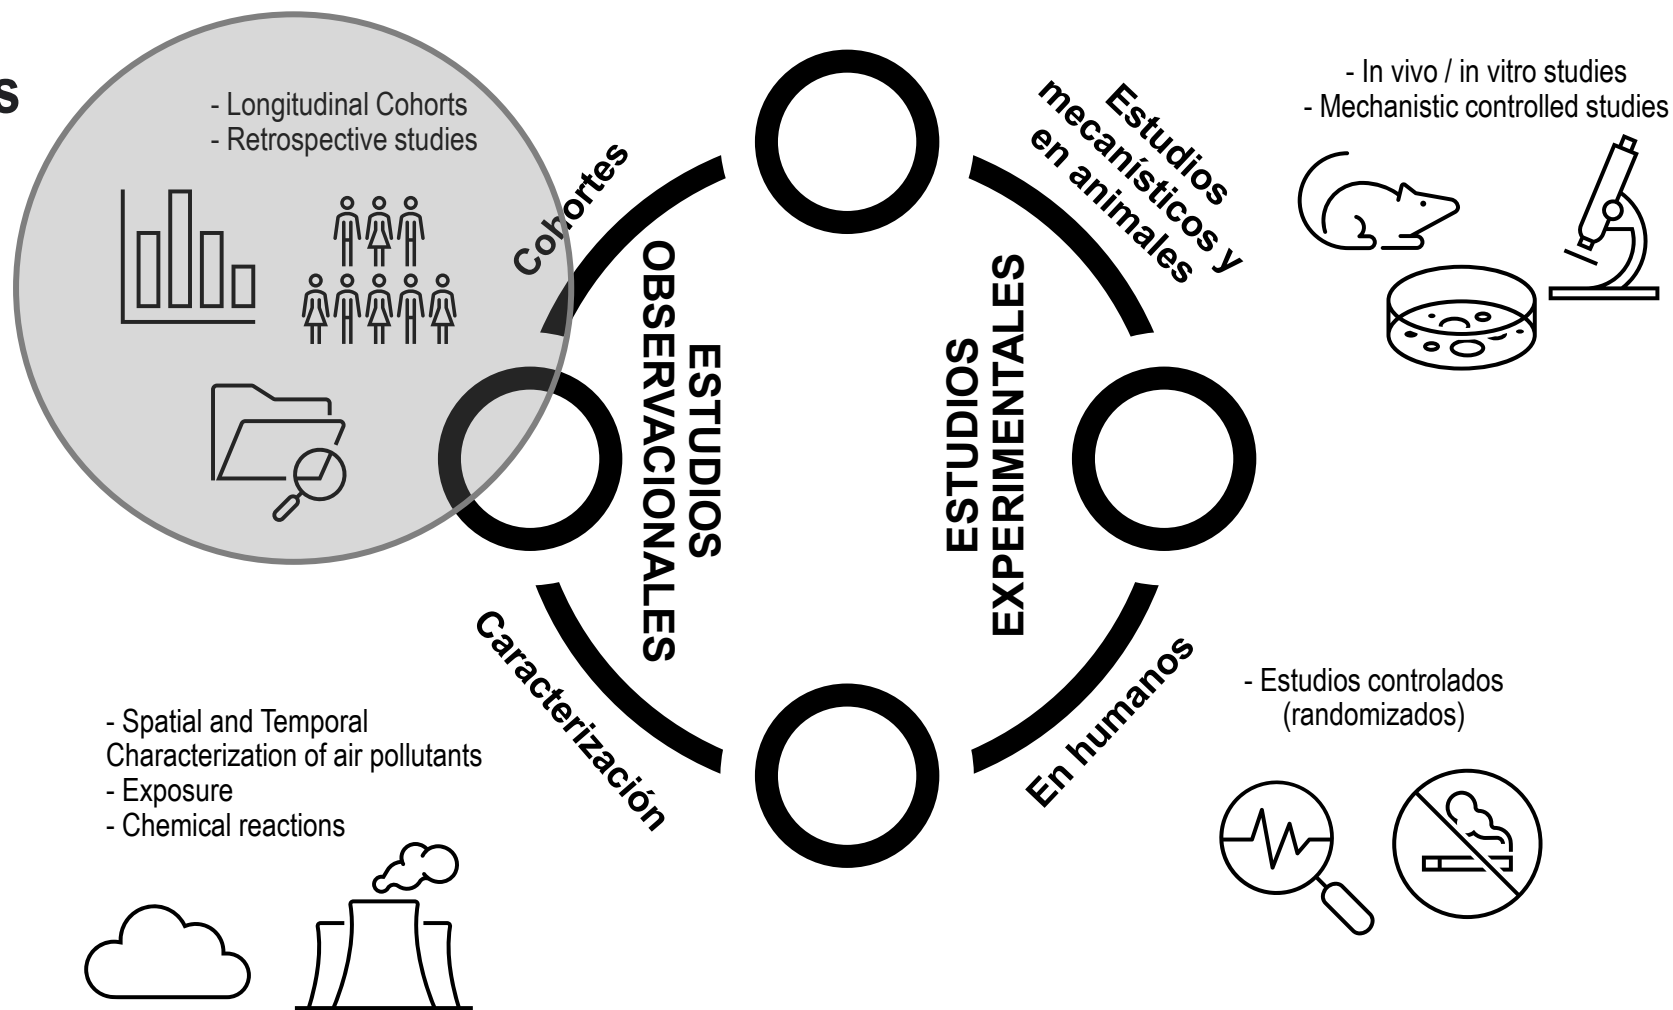 s
- Longitudinal Cohorts
- Retrospective studies
Cohortes
ESTUDIOS
OBSERVACIONALES
Caracterización
- Spatial and Temporal
Characterization of air pollutants
- Exposure
- Chemical reactions
- In vivo / in vitro studies
- Mechanistic controlled studies
Estudios
mecanísticos y
en animales
ESTUDIOS
EXPERIMENTALES
En humanos
- Estudios controlados
(randomizados)